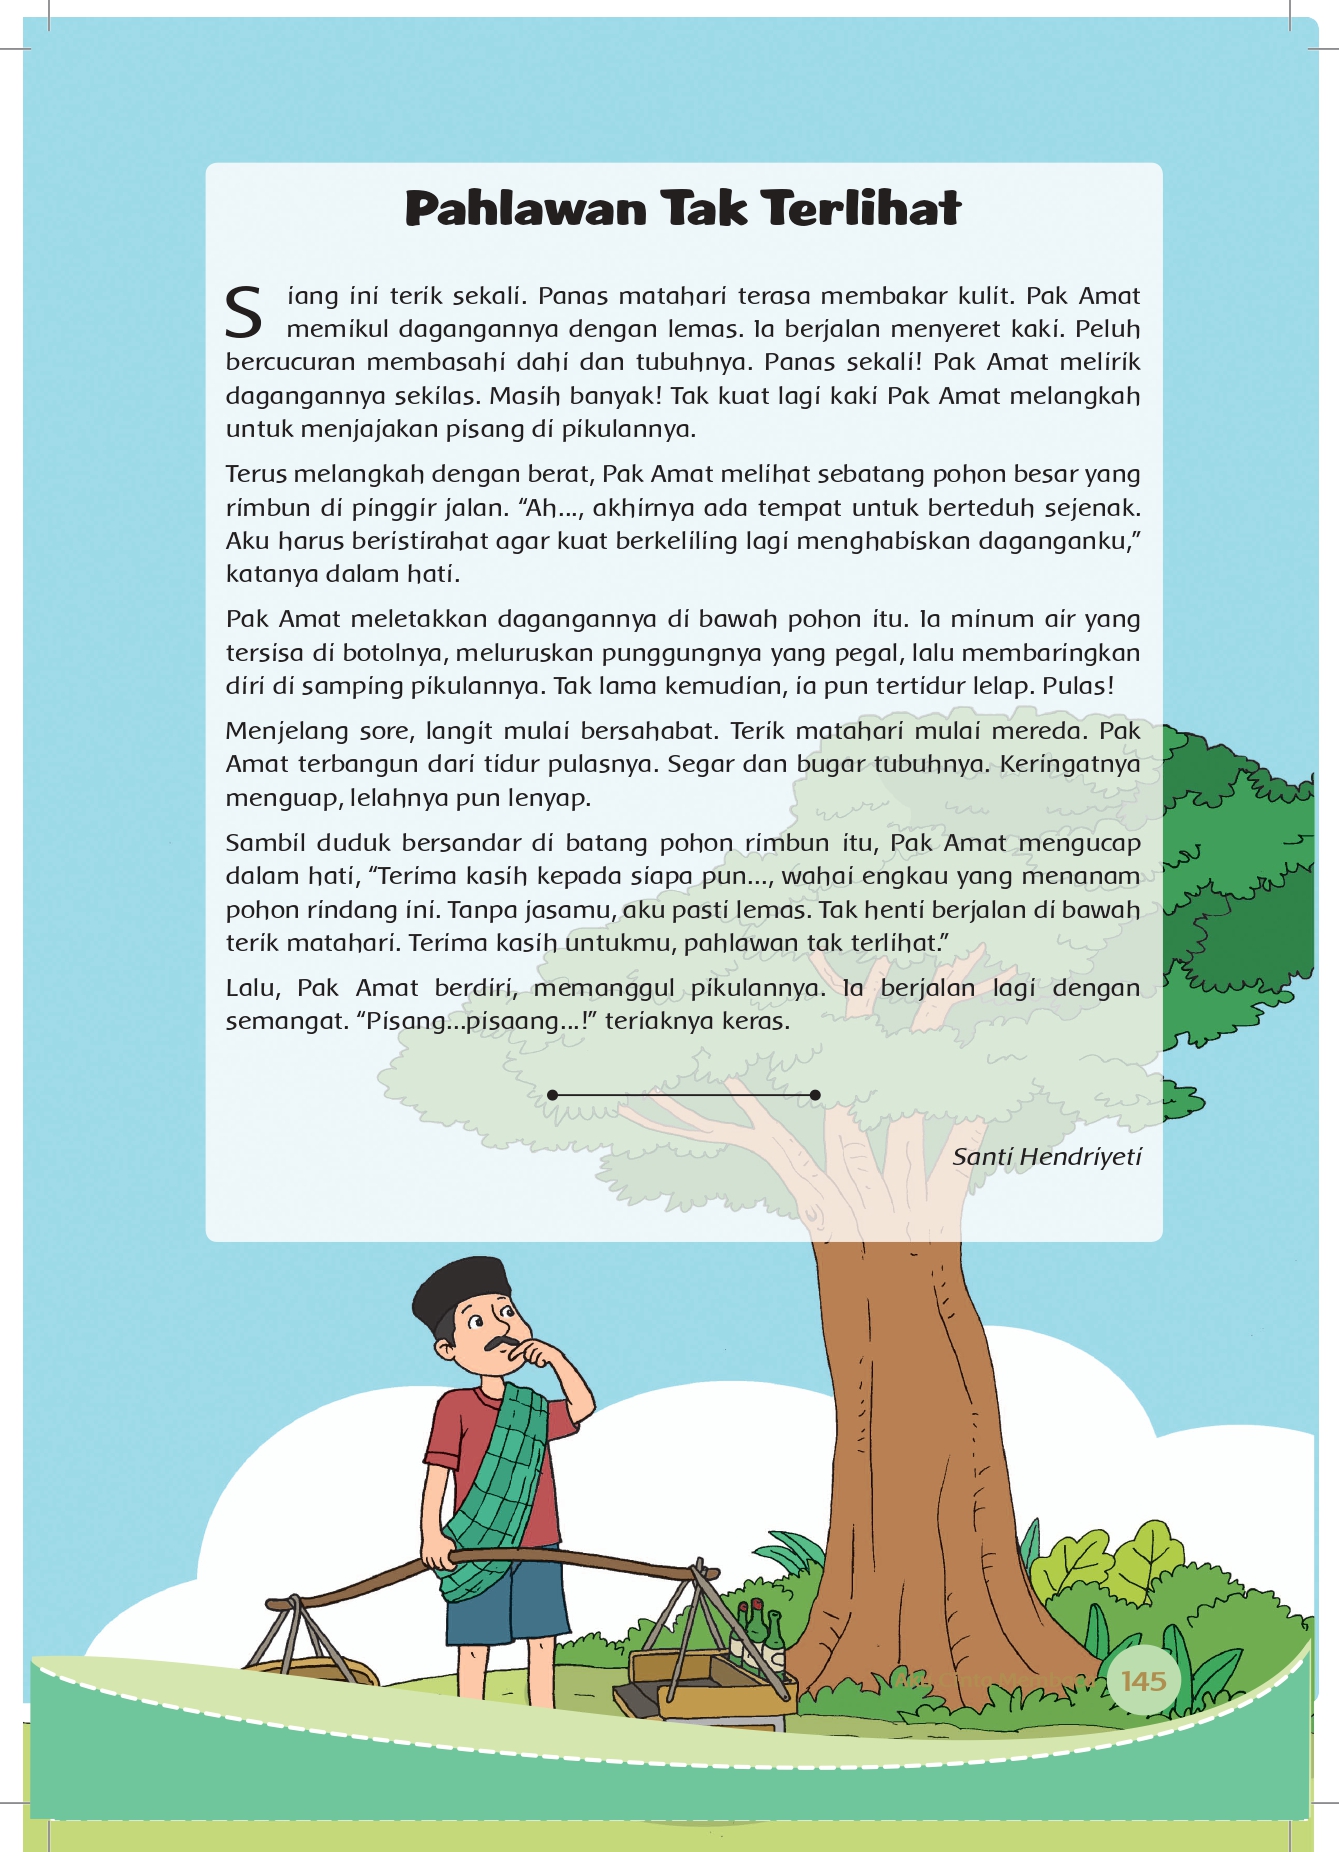 Pahlawan Tak Terlihat
Siang ini terik sekali. Panas matahari terasa membakar kulit. Pak Amat
memikul dagangannya dengan lemas. Ia berjalan menyeret kaki. Peluh
bercucuran membasahi dahi dan tubuhnya. Panas sekali! Pak Amat melirik
dagangannya sekilas. Masih banyak! Tak kuat lagi kaki Pak Amat melangkah
untuk menjajakan pisang di pikulannya.
Terus melangkah dengan berat, Pak Amat melihat sebatang pohon besar yang
rimbun di pinggir jalan. “Ah..., akhirnya ada tempat untuk berteduh sejenak.
Aku harus beristirahat agar kuat berkeliling lagi menghabiskan daganganku,”
katanya dalam hati.
Pak Amat meletakkan dagangannya di bawah pohon itu. Ia minum air yang
tersisa di botolnya, meluruskan punggungnya yang pegal, lalu membaringkan
diri di samping pikulannya. Tak lama kemudian, ia pun tertidur lelap. Pulas!
Menjelang sore, langit mulai bersahabat. Terik matahari mulai mereda. Pak
Amat terbangun dari tidur pulasnya. Segar dan bugar tubuhnya. Keringatnya
menguap, lelahnya pun lenyap.
Sambil duduk bersandar di batang pohon rimbun itu, Pak Amat mengucap
dalam hati, “Terima kasih kepada siapa pun..., wahai engkau yang menanam
pohon rindang ini. Tanpa jasamu, aku pasti lemas. Tak henti berjalan di bawah
terik matahari. Terima kasih untukmu, pahlawan tak terlihat.”
Lalu, Pak Amat berdiri, memanggul pikulannya. Ia berjalan lagi dengan
semangat. “Pisang...pisaang...!” teriaknya keras.
Santi Hendriyeti
145